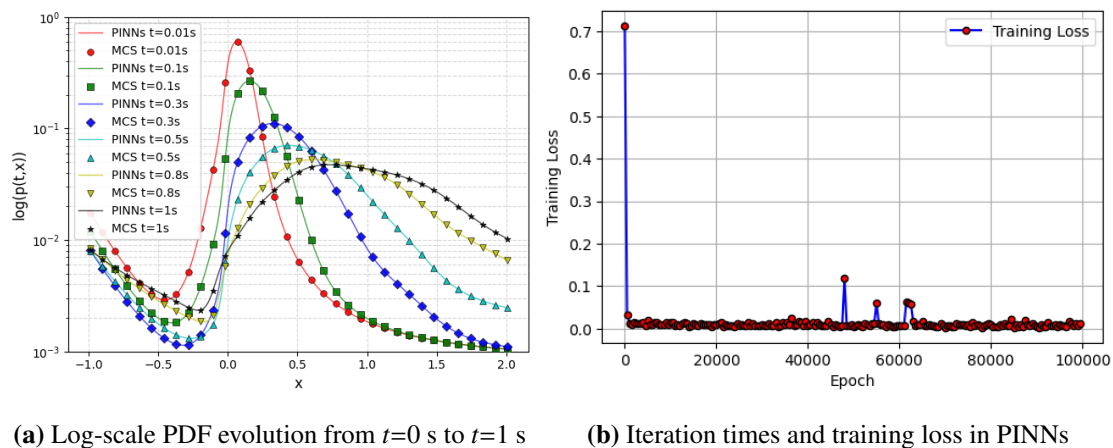 PINNs t=0.01s
MCS t=0.01s
PINNs t=0.1s
MCS t=0.1s
PINNs t=0.3s
MCS t=0.3s
PINNs t=0.5s
MCS t=0.5s
PINNs t=0.8s
MCS t=0.8s
PINNs t=1s
MCS t=1s
10⁰
10⁻¹
10⁻²
10⁻³
log(p(t,x))
−1.0 −0.5 0.0 0.5 1.0 1.5 2.0
x
(a) Log-scale PDF evolution from t=0 s to t=1 s
Training Loss
0.7
0.6
0.5
0.4
0.3
0.2
0.1
0.0
Training Loss
0 20000 40000 60000 80000 100000
Epoch
(b) Iteration times and training loss in PINNs